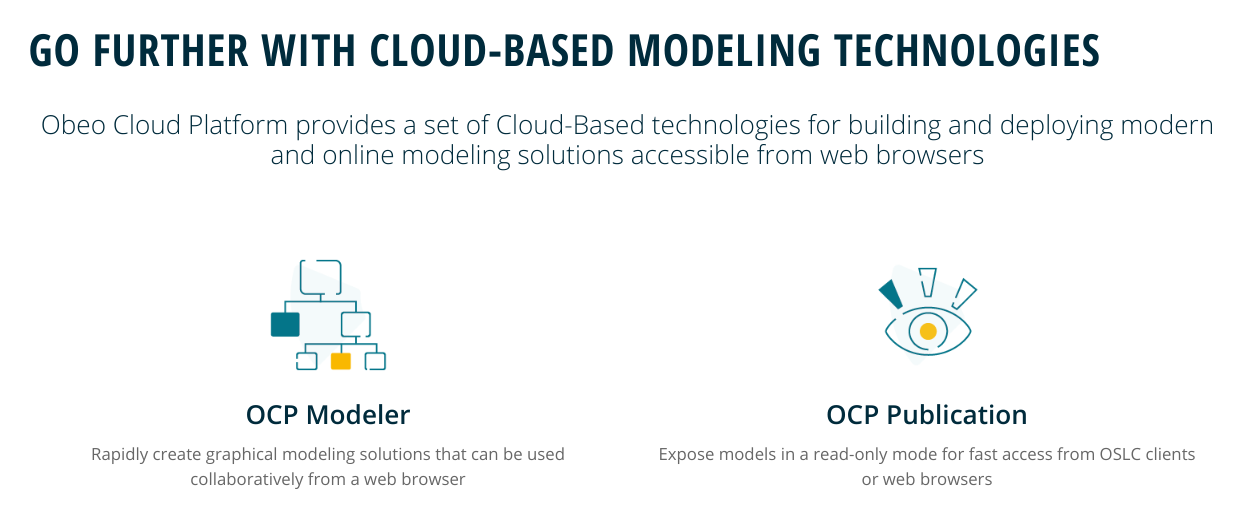 GO FURTHER WITH CLOUD-BASED MODELING TECHNOLOGIES
Obeo Cloud Platform provides a set of Cloud-Based technologies for building and deploying modern
and online modeling solutions accessible from web browsers
OCP Modeler
Rapidly create graphical modeling solutions that can be used
collaboratively from a web browser
OCP Publication
Expose models in a read-only mode for fast access from OSLC clients
or web browsers